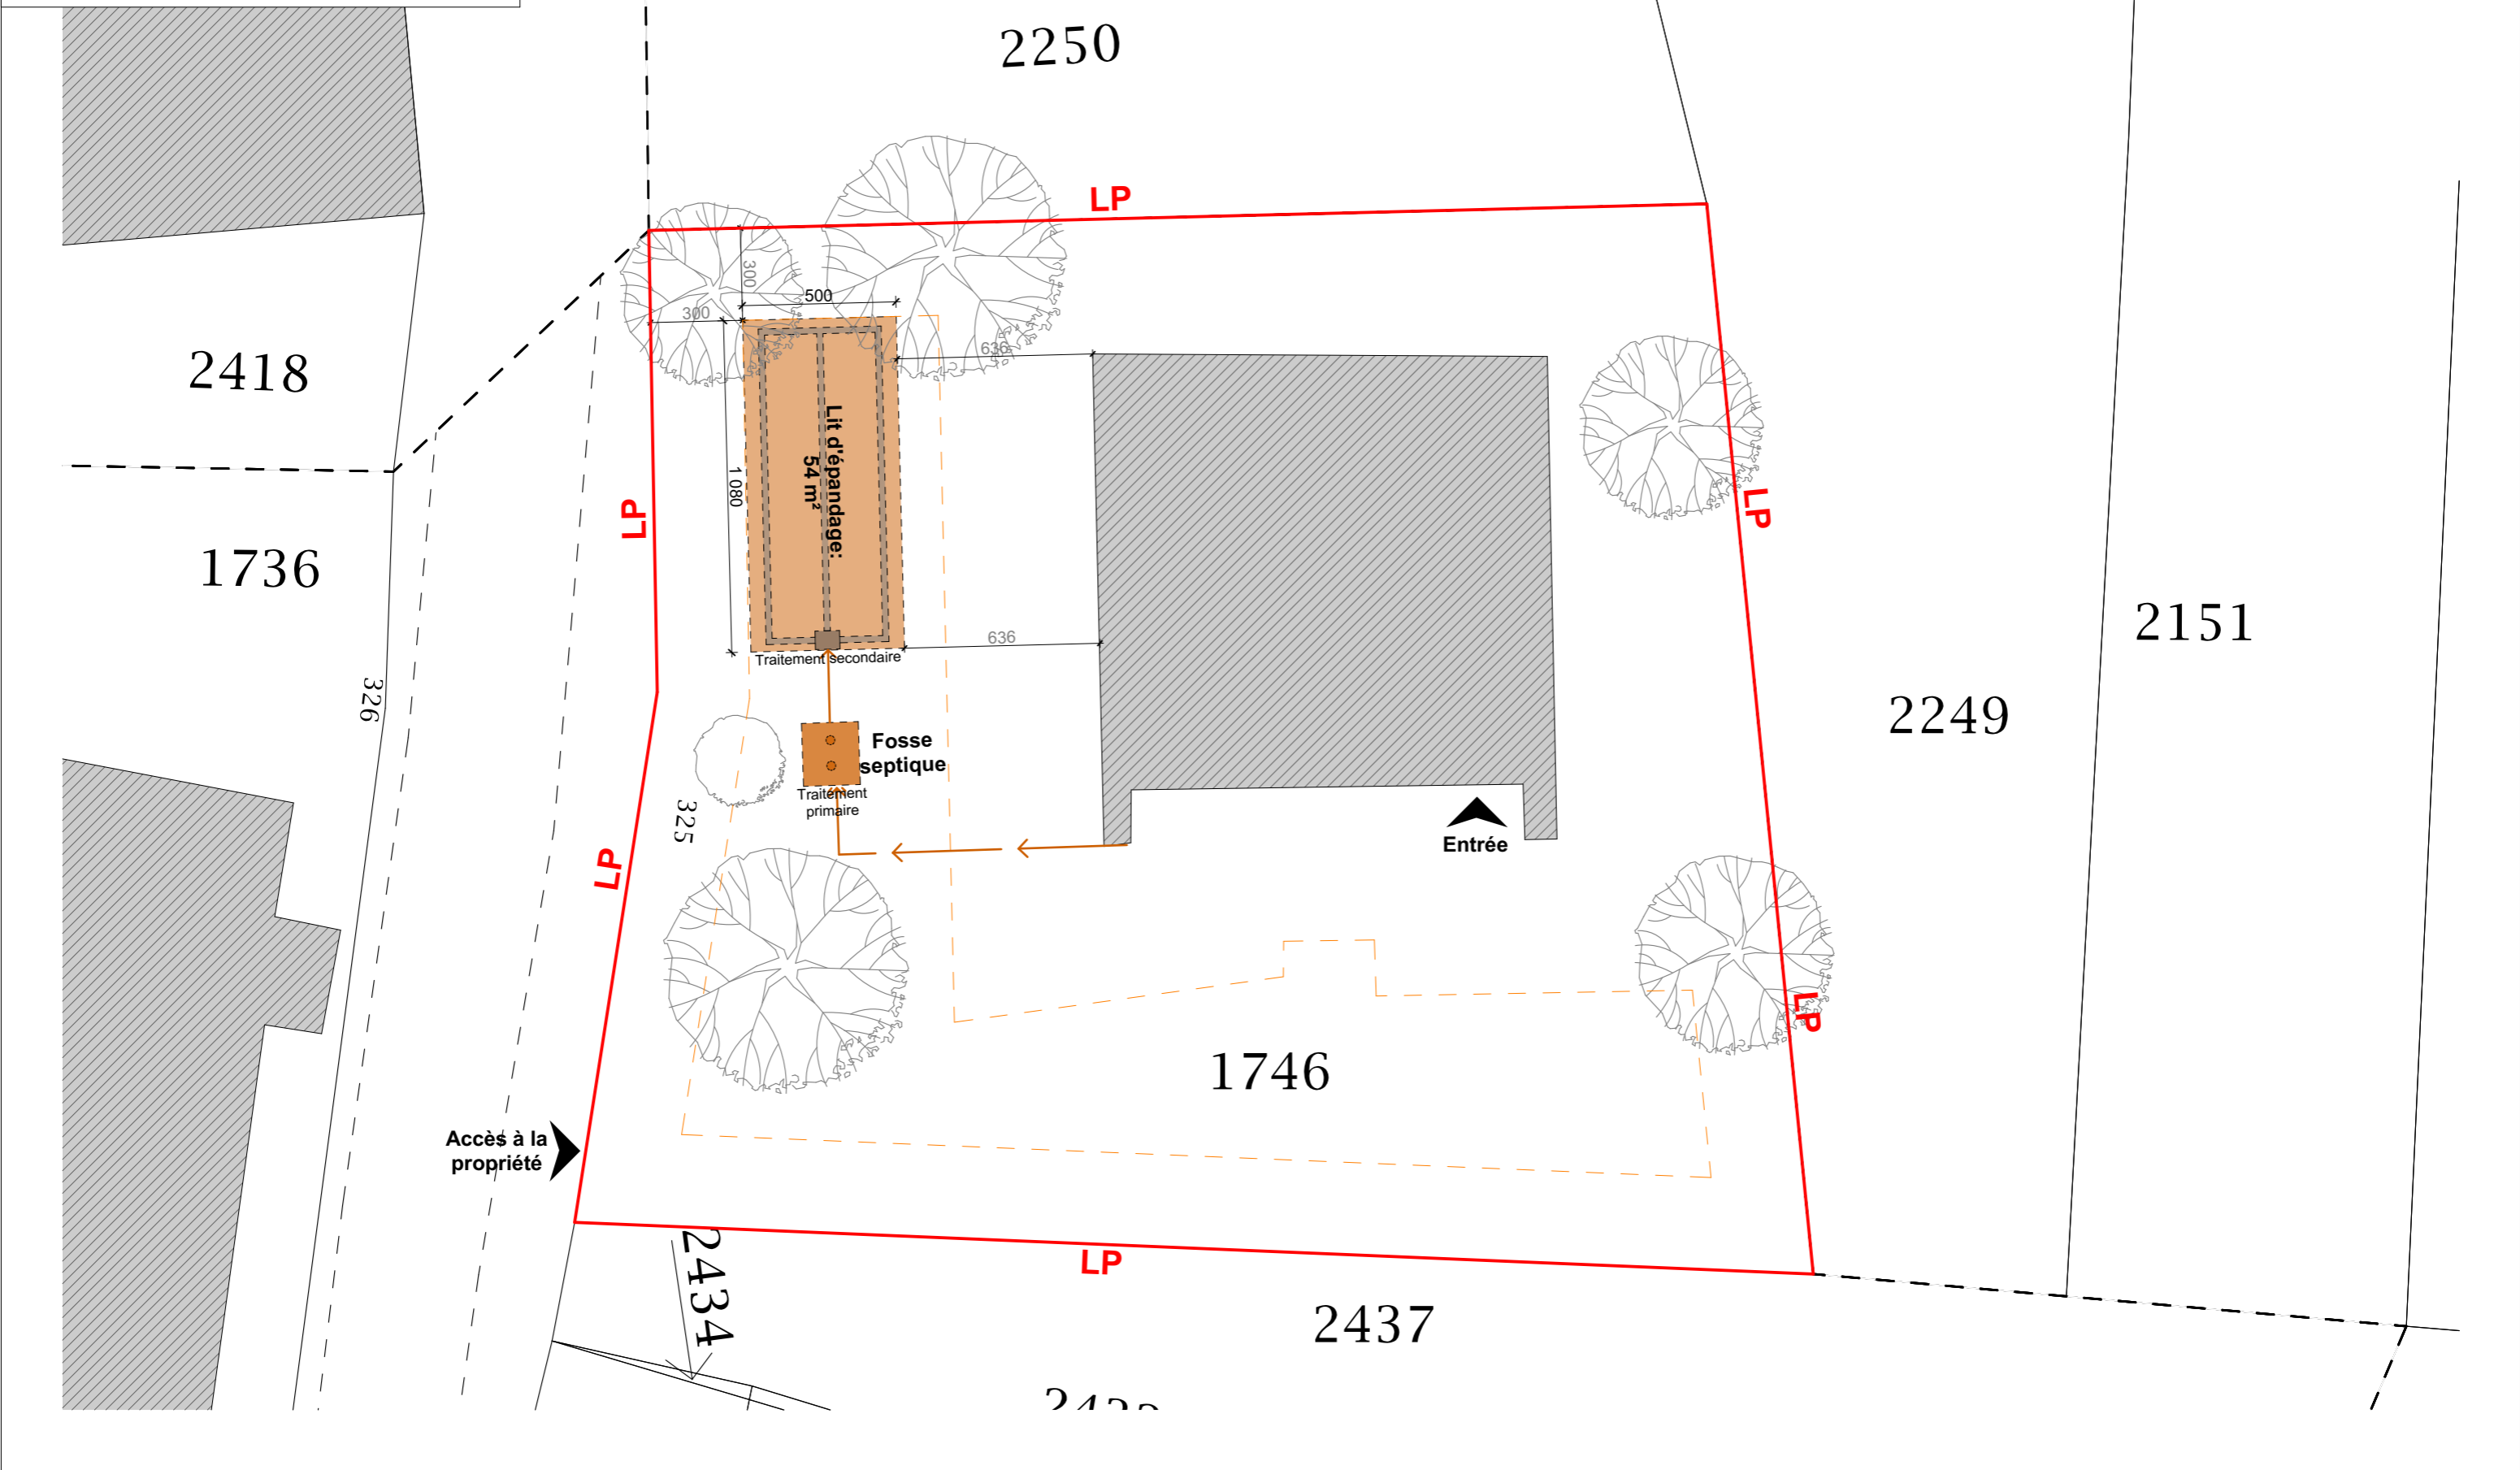 2250
LP
300
500
300
636
2418
Lit d'épandage:
54 m²
1 080
LP
LP
1736
2151
636
Traitement secondaire
326
2249
Fosse
septique
Traitement
primaire
325
Entrée
LP
LP
1746
Accès à la
propriété
2434
LP
2437